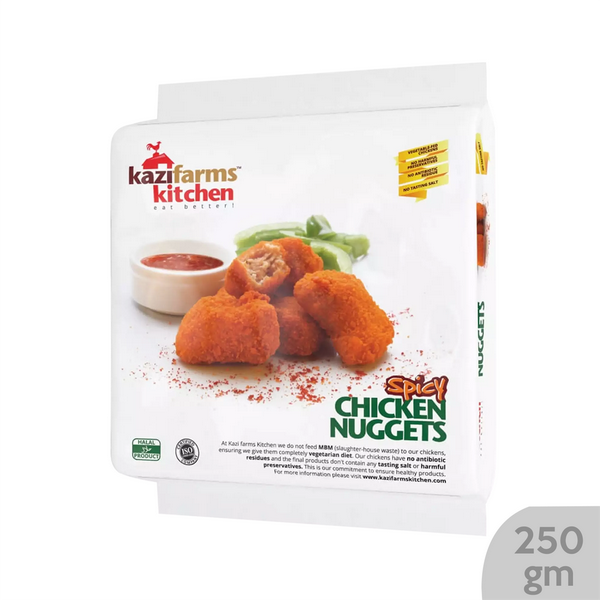 kazifarms™
kitchen
eat better!
VEGETABLE FED
CHICKENS
NO HARMFUL
PRESERVATIVES
NO ANTIBIOTIC
RESIDUE
NO TASTING SALT
Spicy
CHICKEN
NUGGETS
NUGGETS
HALAL
PRODUCT
ISO
At Kazi farms Kitchen we do not feed MBM (slaughter-house waste) to our chickens,
ensuring we give them completely vegetarian diet. Our chickens have no antibiotic
residues and the final products don't contain any tasting salt or harmful
preservatives. This is our commitment to ensure healthy products.
For more information please visit www.kazifarmskitchen.com
250
gm